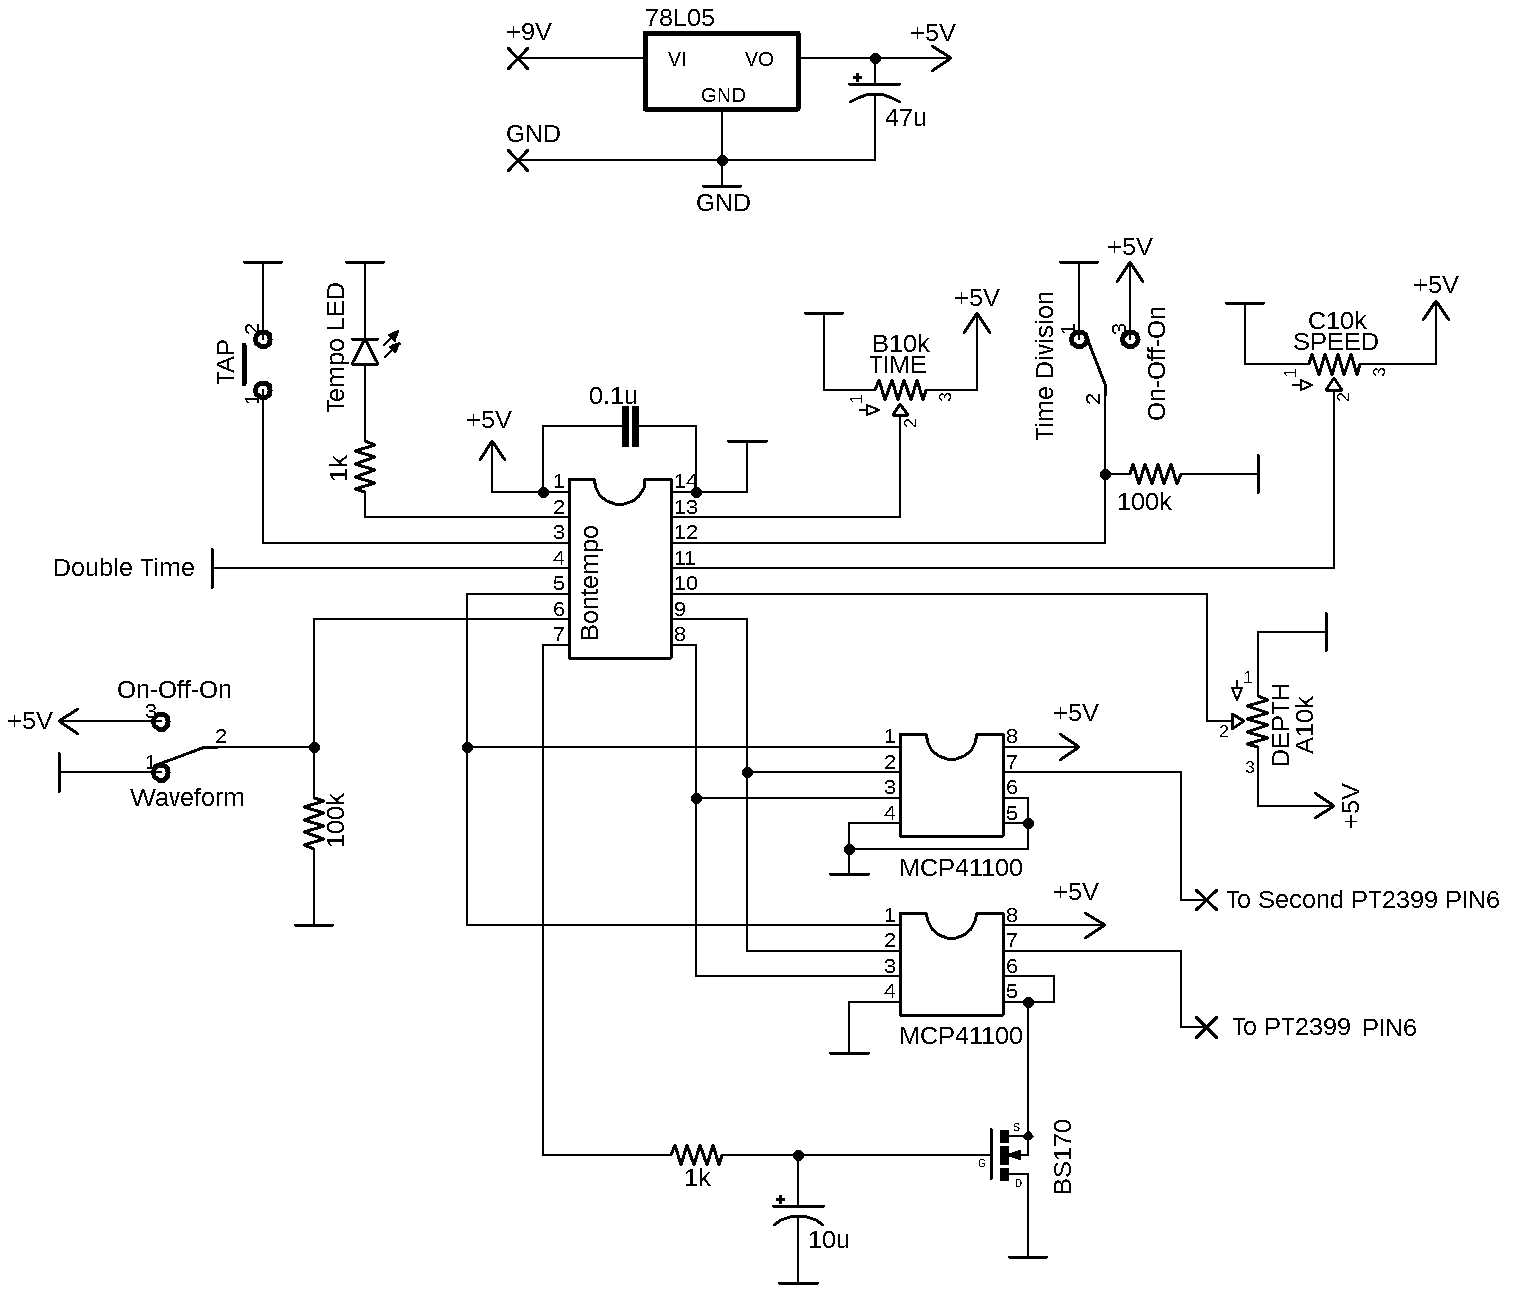 78L05
+9V
+5V
VI
VO
GND
47u
GND
GND
TAP
2
1
Tempo LED
1k
+5V
0.1u
+5V
B10k
TIME
1
2
3
Time Division
+5V
1
3
2
On-Off-On
100k
+5V
C10k
SPEED
1
2
3
Bontempo
1
2
3
4
5
6
7
14
13
12
11
10
9
8
Double Time
On-Off-On
+5V
3
2
1
Waveform
100k
1
2
3
DEPTH
A10k
+5V
+5V
1
2
3
4
8
7
6
5
MCP41100
To Second PT2399 PIN6
+5V
1
2
3
4
8
7
6
5
MCP41100
To PT2399 PIN6
1k
10u
S
G
D
BS170